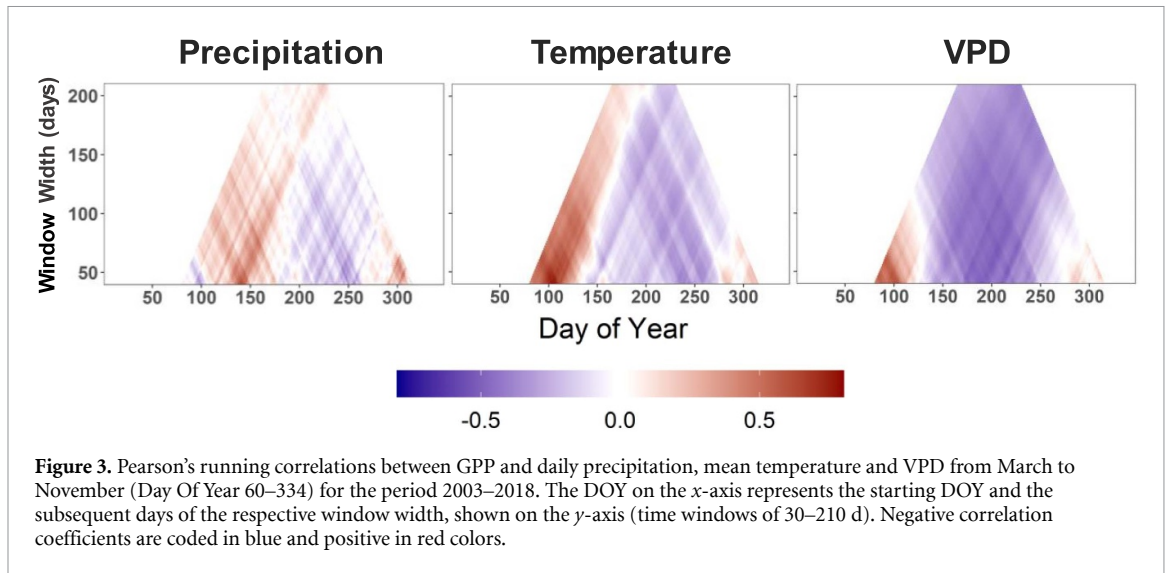 Precipitation Temperature VPD
Window Width (days)
200
150
100
50
50 100 150 200 250 300 50 100 150 200 250 300 50 100 150 200 250 300
Day of Year
-0.5 0.0 0.5
Figure 3. Pearson's running correlations between GPP and daily precipitation, mean temperature and VPD from March to
November (Day Of Year 60–334) for the period 2003–2018. The DOY on the x-axis represents the starting DOY and the
subsequent days of the respective window width, shown on the y-axis (time windows of 30–210 d). Negative correlation
coefficients are coded in blue and positive in red colors.